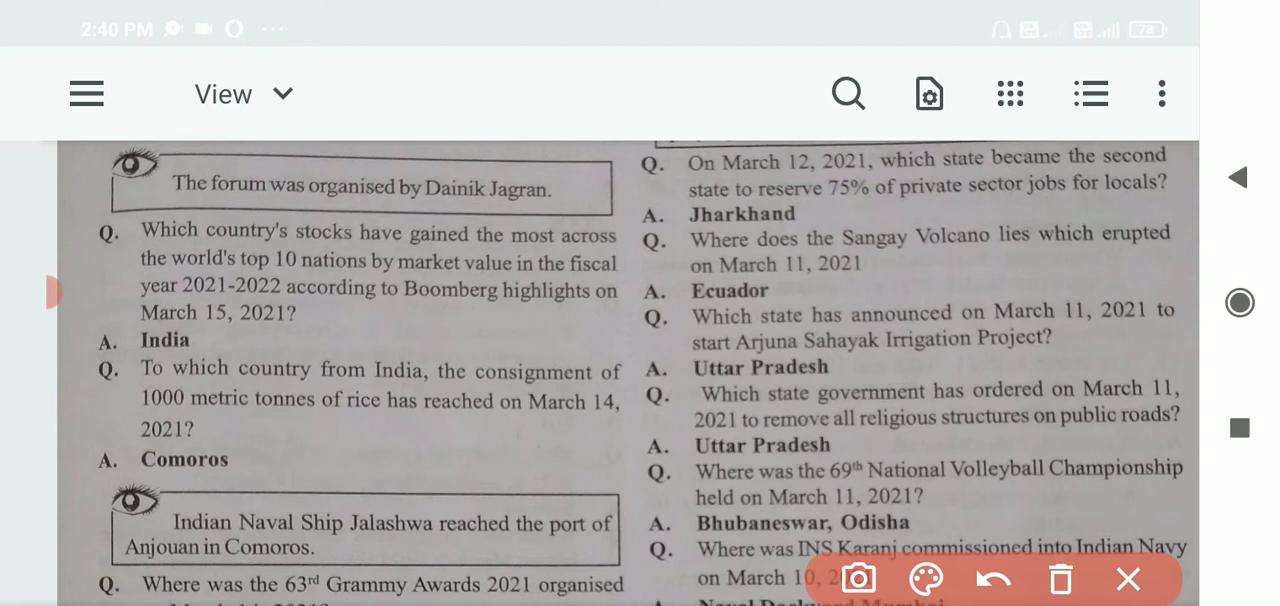 2:40 PM
78
View
The forum was organised by Dainik Jagran.
Q. Which country's stocks have gained the most across
the world's top 10 nations by market value in the fiscal
year 2021-2022 according to Boomberg highlights on
March 15, 2021?
A. India
Q. To which country from India, the consignment of
1000 metric tonnes of rice has reached on March 14,
2021?
A. Comoros
Indian Naval Ship Jalashwa reached the port of
Anjouan in Comoros.
Q. Where was the 63rd Grammy Awards 2021 organised
Q. On March 12, 2021, which state became the second
state to reserve 75% of private sector jobs for locals?
A. Jharkhand
Q. Where does the Sangay Volcano lies which erupted
on March 11, 2021
A. Ecuador
Q. Which state has announced on March 11, 2021 to
start Arjuna Sahayak Irrigation Project?
A. Uttar Pradesh
Q. Which state government has ordered on March 11,
2021 to remove all religious structures on public roads?
A. Uttar Pradesh
Q. Where was the 69th National Volleyball Championship
held on March 11, 2021?
A. Bhubaneswar, Odisha
Q. Where was INS Karanj commissioned into Indian Navy
on March 10, 2